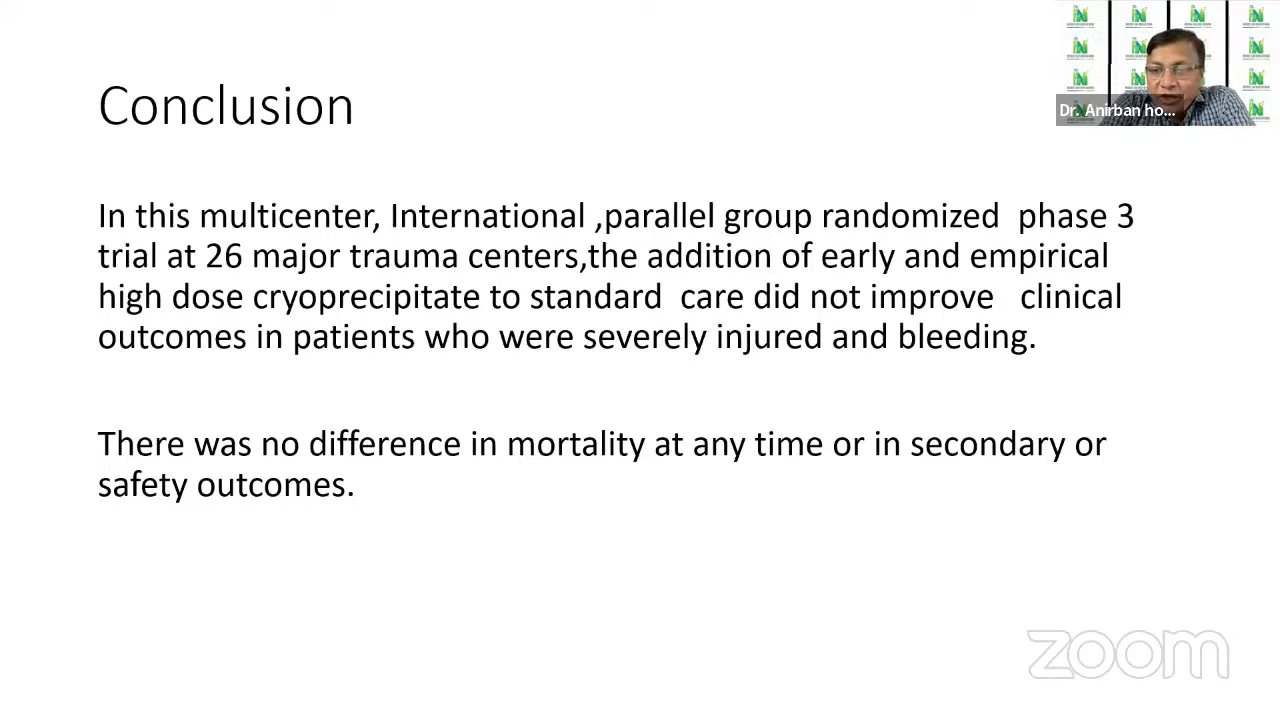 Conclusion
Dr. Anirban ho...
In this multicenter, International ,parallel group randomized  phase 3
trial at 26 major trauma centers,the addition of early and empirical
high dose cryoprecipitate to standard  care did not improve   clinical
outcomes in patients who were severely injured and bleeding.
There was no difference in mortality at any time or in secondary or
safety outcomes.
zoom